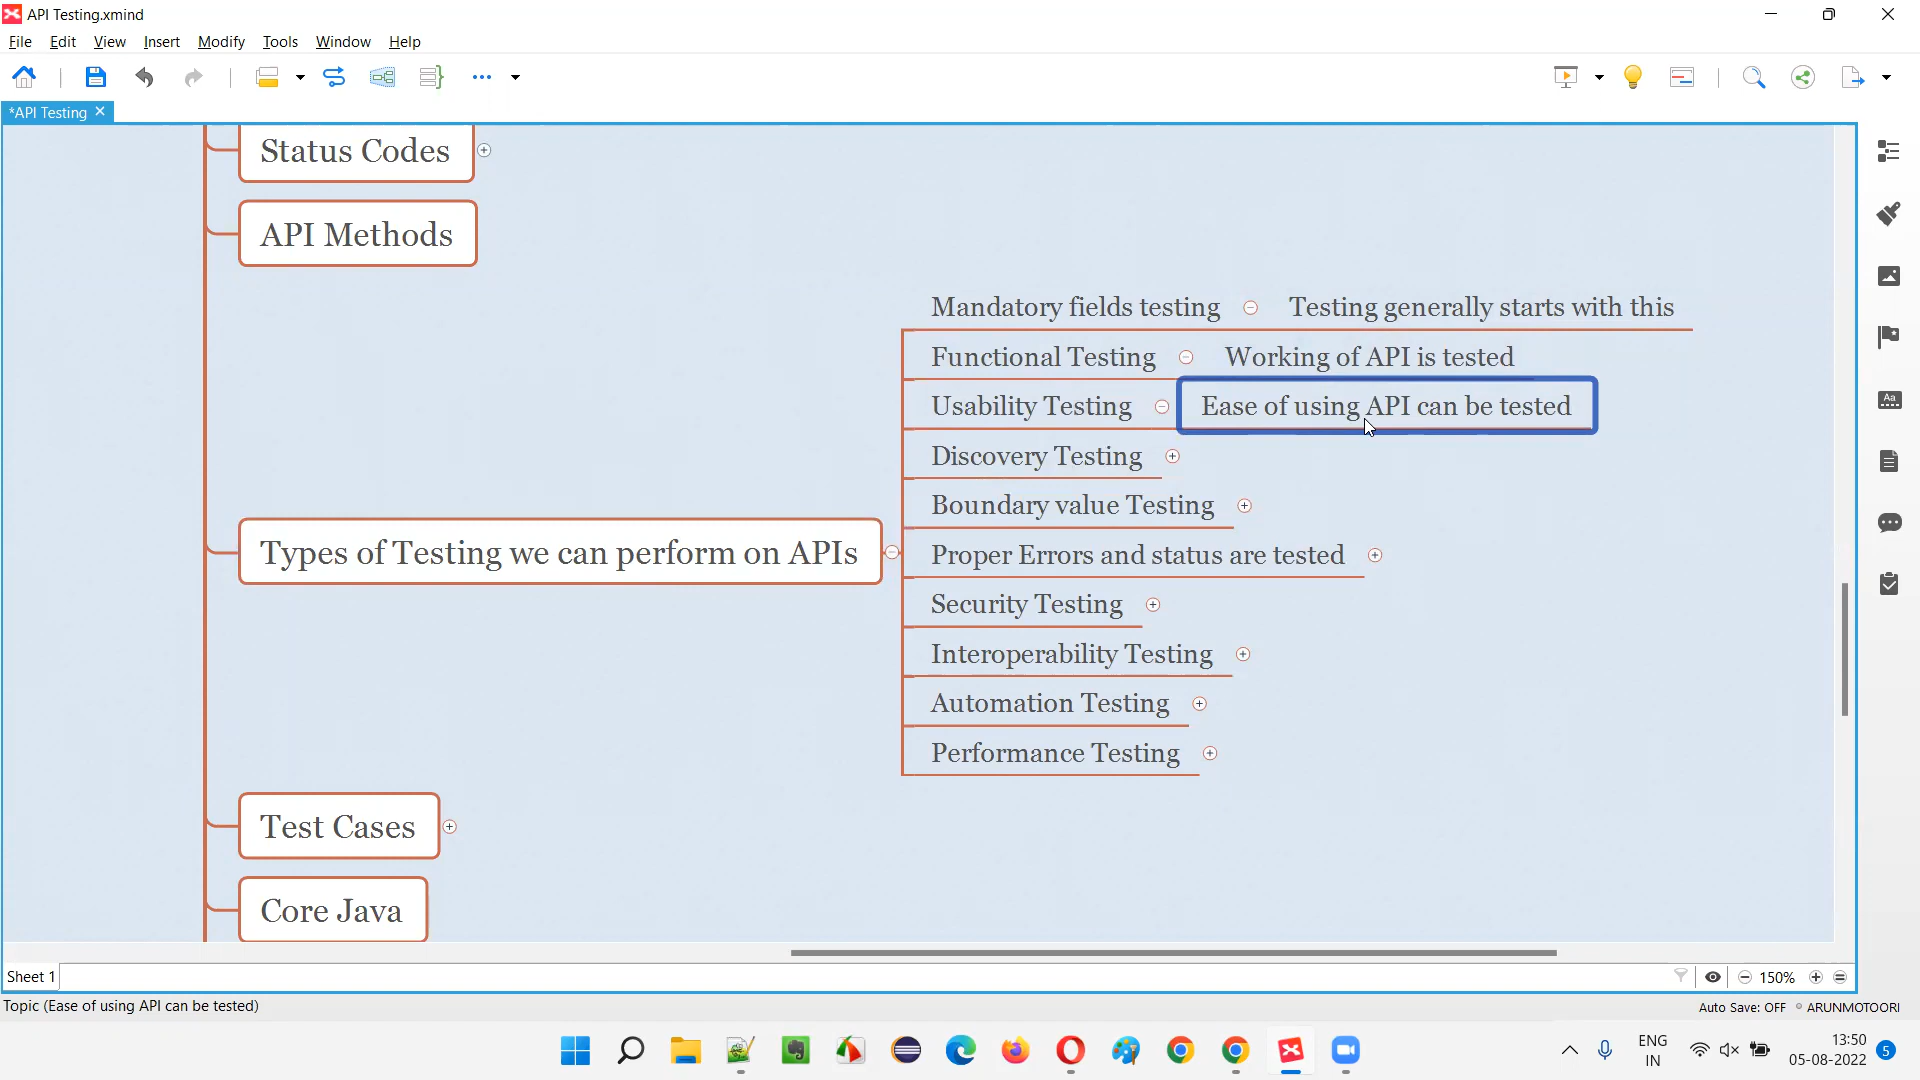 API Testing.xmind
File Edit View Insert Modify Tools Window Help
*API Testing
Status Codes
API Methods
Mandatory fields testing Testing generally starts with this
Functional Testing Working of API is tested
Usability Testing Ease of using API can be tested
Discovery Testing
Boundary value Testing
Types of Testing we can perform on APIs
Proper Errors and status are tested
Security Testing
Interoperability Testing
Automation Testing
Performance Testing
Test Cases
Core Java
Aa
Sheet 1 150%
Topic (Ease of using API can be tested) Auto Save: OFF ARUNMOTOORI
ENG 13:50
IN 05-08-2022 5